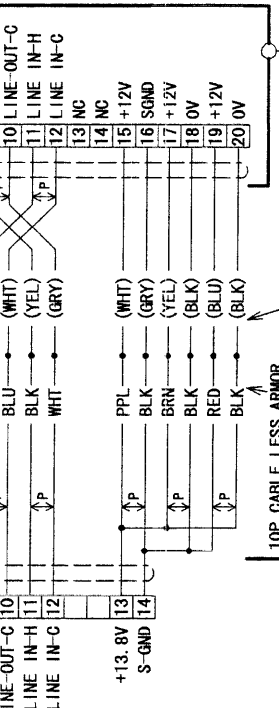 LINE-OUT-C
LINE IN-H
LINE IN-C
NC
NC
+12V
SGND
+12V
0V
+12V
0V
10
11
12
13
14
15
16
17
18
19
20
P
P
(WHT)
(YEL)
(GRY)
(WHT)
(GRY)
(YEL)
(BLK)
(BLU)
(BLK)
BLU
BLK
WHT
PPL
BLK
BRN
BLK
RED
BLK
10P CABLE LESS ARMOR
P
P
P
P
10
11
12
13
14
LINE IN-H
LINE IN-C
+13.8V
S-GND